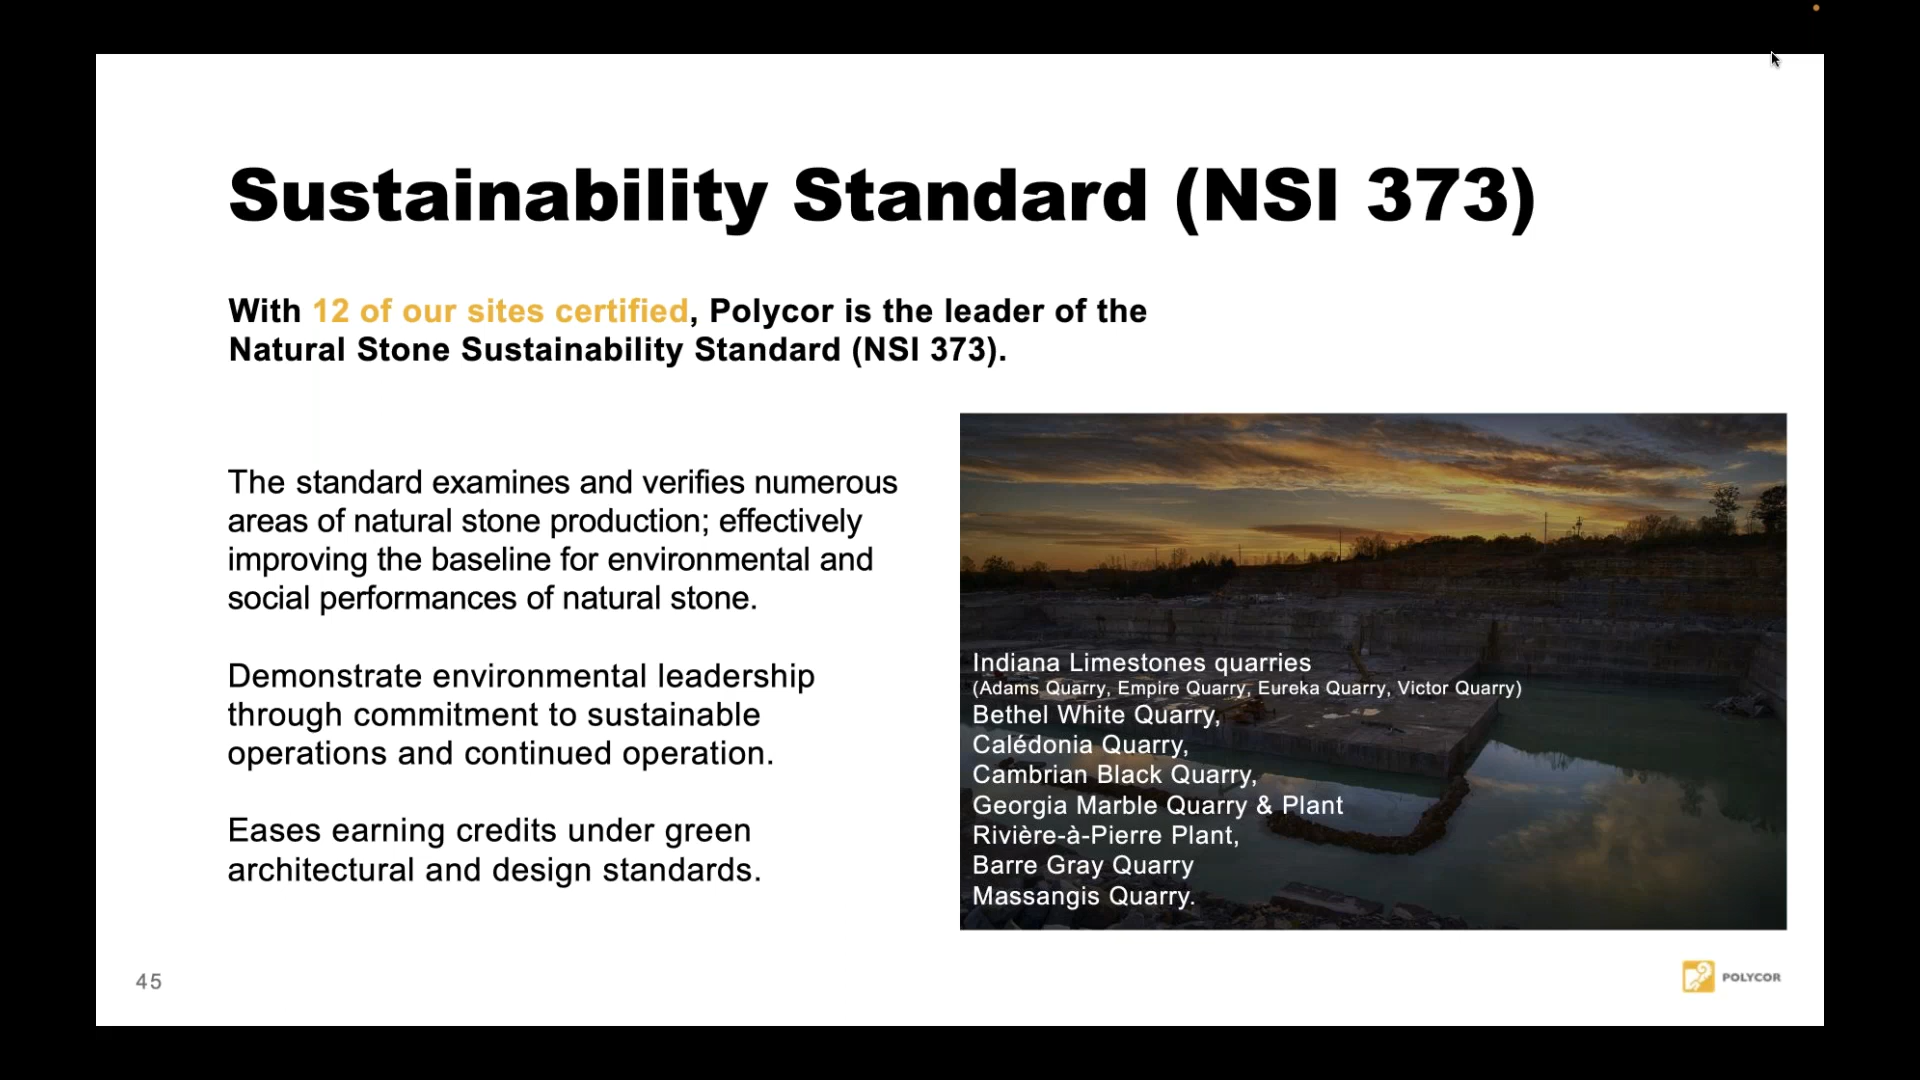 Sustainability Standard (NSI 373)
With 12 of our sites certified, Polycor is the leader of the
Natural Stone Sustainability Standard (NSI 373).
The standard examines and verifies numerous
areas of natural stone production; effectively
improving the baseline for environmental and
social performances of natural stone.
Demonstrate environmental leadership
through commitment to sustainable
operations and continued operation.
Eases earning credits under green
architectural and design standards.
Indiana Limestones quarries
(Adams Quarry, Empire Quarry, Eureka Quarry, Victor Quarry)
Bethel White Quarry,
Calédonia Quarry,
Cambrian Black Quarry,
Georgia Marble Quarry & Plant
Rivière-à-Pierre Plant,
Barre Gray Quarry
Massangis Quarry.
45
POLYCOR